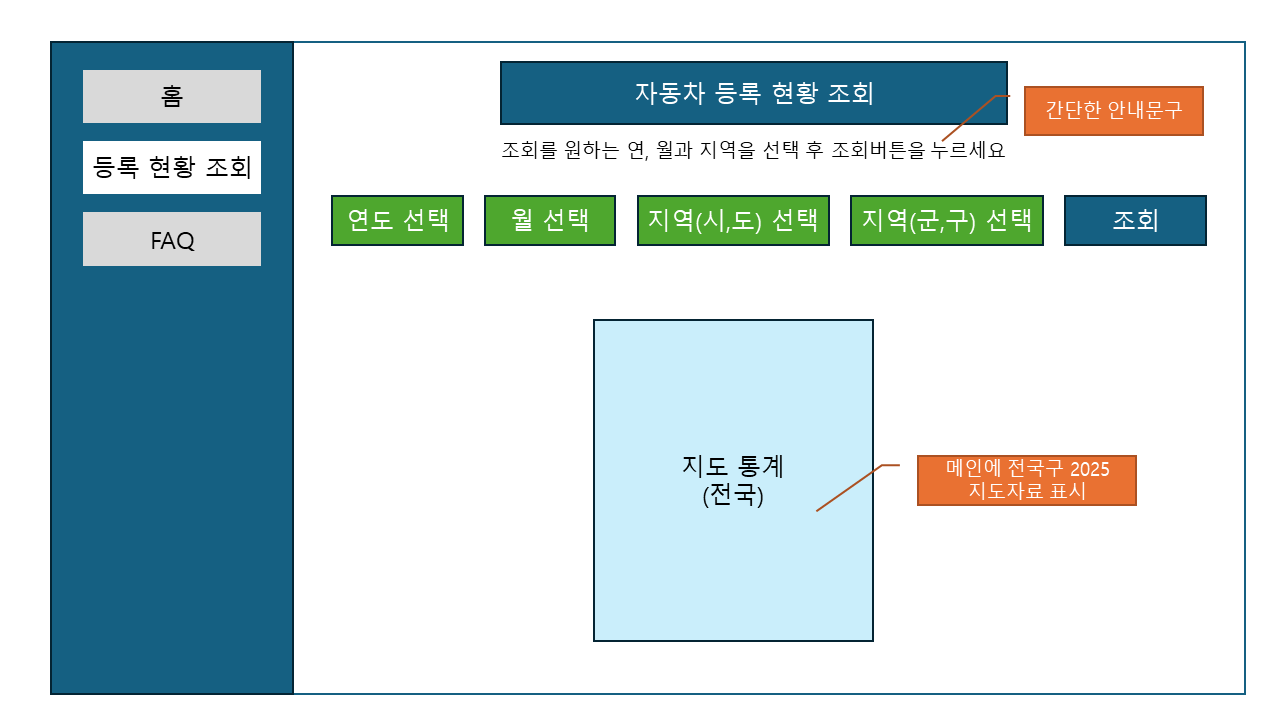 홈
등록 현황 조회
FAQ
자동차 등록 현황 조회
간단한 안내문구
조회를 원하는 연, 월과 지역을 선택 후 조회버튼을 누르세요
연도 선택
월 선택
지역(시,도) 선택
지역(군,구) 선택
조회
지도 통계
(전국)
메인에 전국구 2025
지도자료 표시